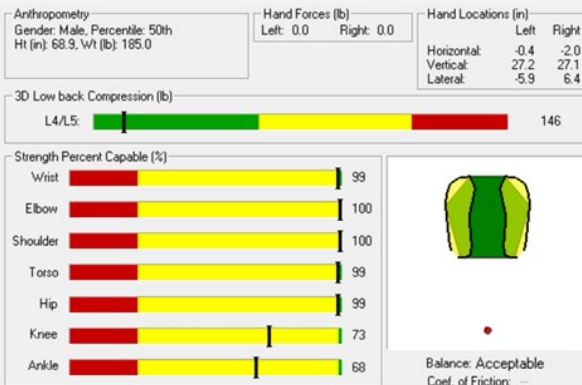 Anthropometry
Gender: Male, Percentile: 50th
Ht (in): 68.9, Wt (lb): 185.0
Hand Forces (lb)
Left: 0.0 Right: 0.0
Hand Locations (in)
Left Right
Horizontal: -0.4 -2.0
Vertical: 27.2 27.1
Lateral: -5.9 6.4
3D Low back Compression (lb)
L4/L5: 146
Strength Percent Capable (%)
Wrist 99
Elbow 100
Shoulder 100
Torso 99
Hip 99
Knee 73
Ankle 68
Balance: Acceptable
Coef. of Friction: ---